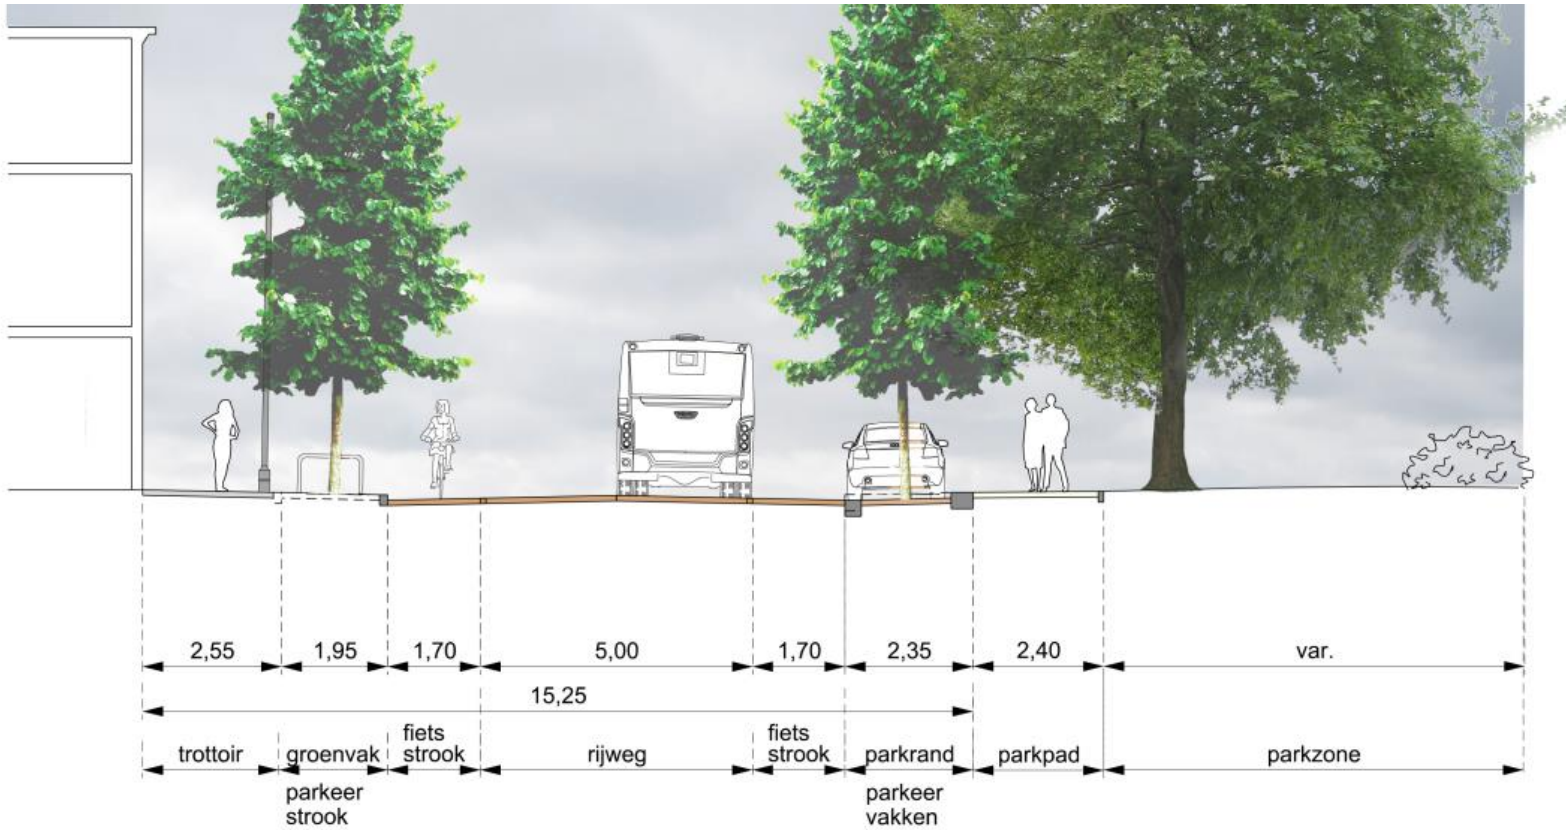 2,55 1,95 1,70 5,00 1,70 2,35 2,40 var.
15,25
trottoir groenvak fiets strook rijweg fiets strook parkrand parkpad parkzone
parkeer strook parkeer vakken